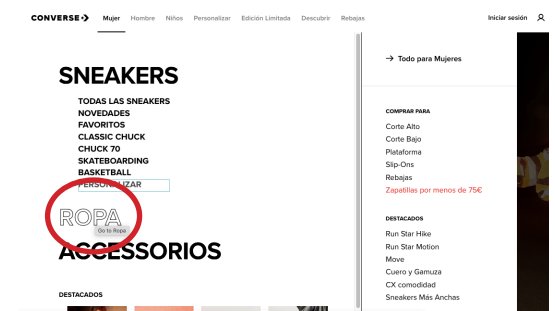 CONVERSE
Mujer Hombre Niños Personalizar Edición Limitada Descubrir Rebajas
Iniciar sesión
SNEAKERS
TODAS LAS SNEAKERS
NOVEDADES
FAVORITOS
CLASSIC CHUCK
CHUCK 70
SKATEBOARDING
BASKETBALL
PERSONALIZAR
ROPA
Go to Ropa
ACCESSORIOS
DESTACADOS
→ Todo para Mujeres
COMPRAR PARA
Corte Alto
Corte Bajo
Plataforma
Slip-Ons
Rebajas
Zapatillas por menos de 75€
DESTACADOS
Run Star Hike
Run Star Motion
Move
Cuero y Gamuza
CX comodidad
Sneakers Más Anchas